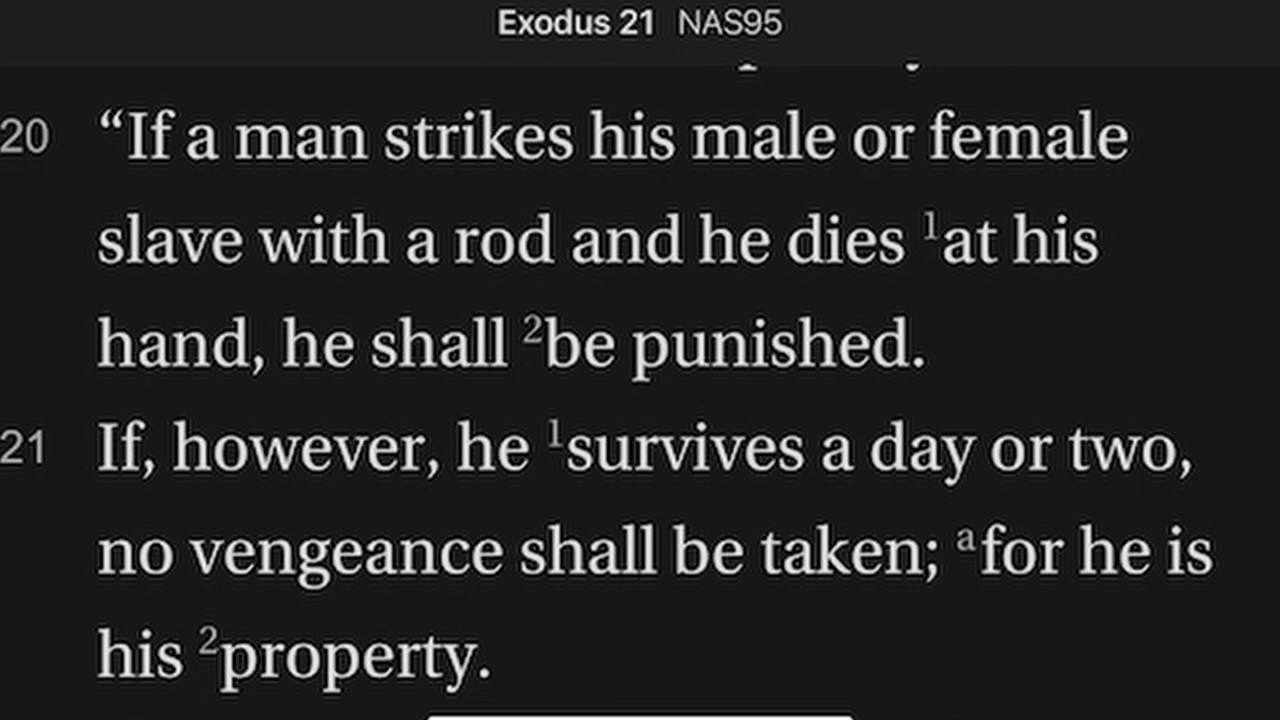 Exodus 21 NAS95
20 “If a man strikes his male or female
slave with a rod and he dies ¹at his
hand, he shall ²be punished.
21 If, however, he ¹survives a day or two,
no vengeance shall be taken; ᵃfor he is
his ²property.